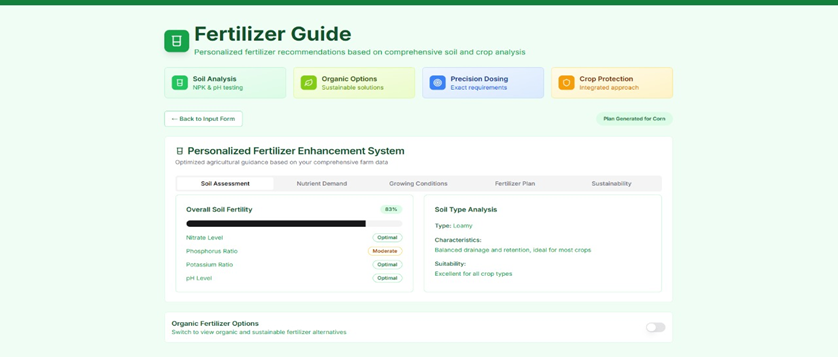 Fertilizer Guide
Personalized fertilizer recommendations based on comprehensive soil and crop analysis
Soil Analysis
NPK & pH testing
Organic Options
Sustainable solutions
Precision Dosing
Exact requirements
Crop Protection
Integrated approach
← Back to Input Form
Plan Generated for Corn
Personalized Fertilizer Enhancement System
Optimized agricultural guidance based on your comprehensive farm data
Soil Assessment
Nutrient Demand
Growing Conditions
Fertilizer Plan
Sustainability
Overall Soil Fertility
83%
Nitrate Level
Optimal
Phosphorus Ratio
Moderate
Potassium Ratio
Optimal
pH Level
Optimal
Soil Type Analysis
Type: Loamy
Characteristics:
Balanced drainage and retention, ideal for most crops
Suitability:
Excellent for all crop types
Organic Fertilizer Options
Switch to view organic and sustainable fertilizer alternatives